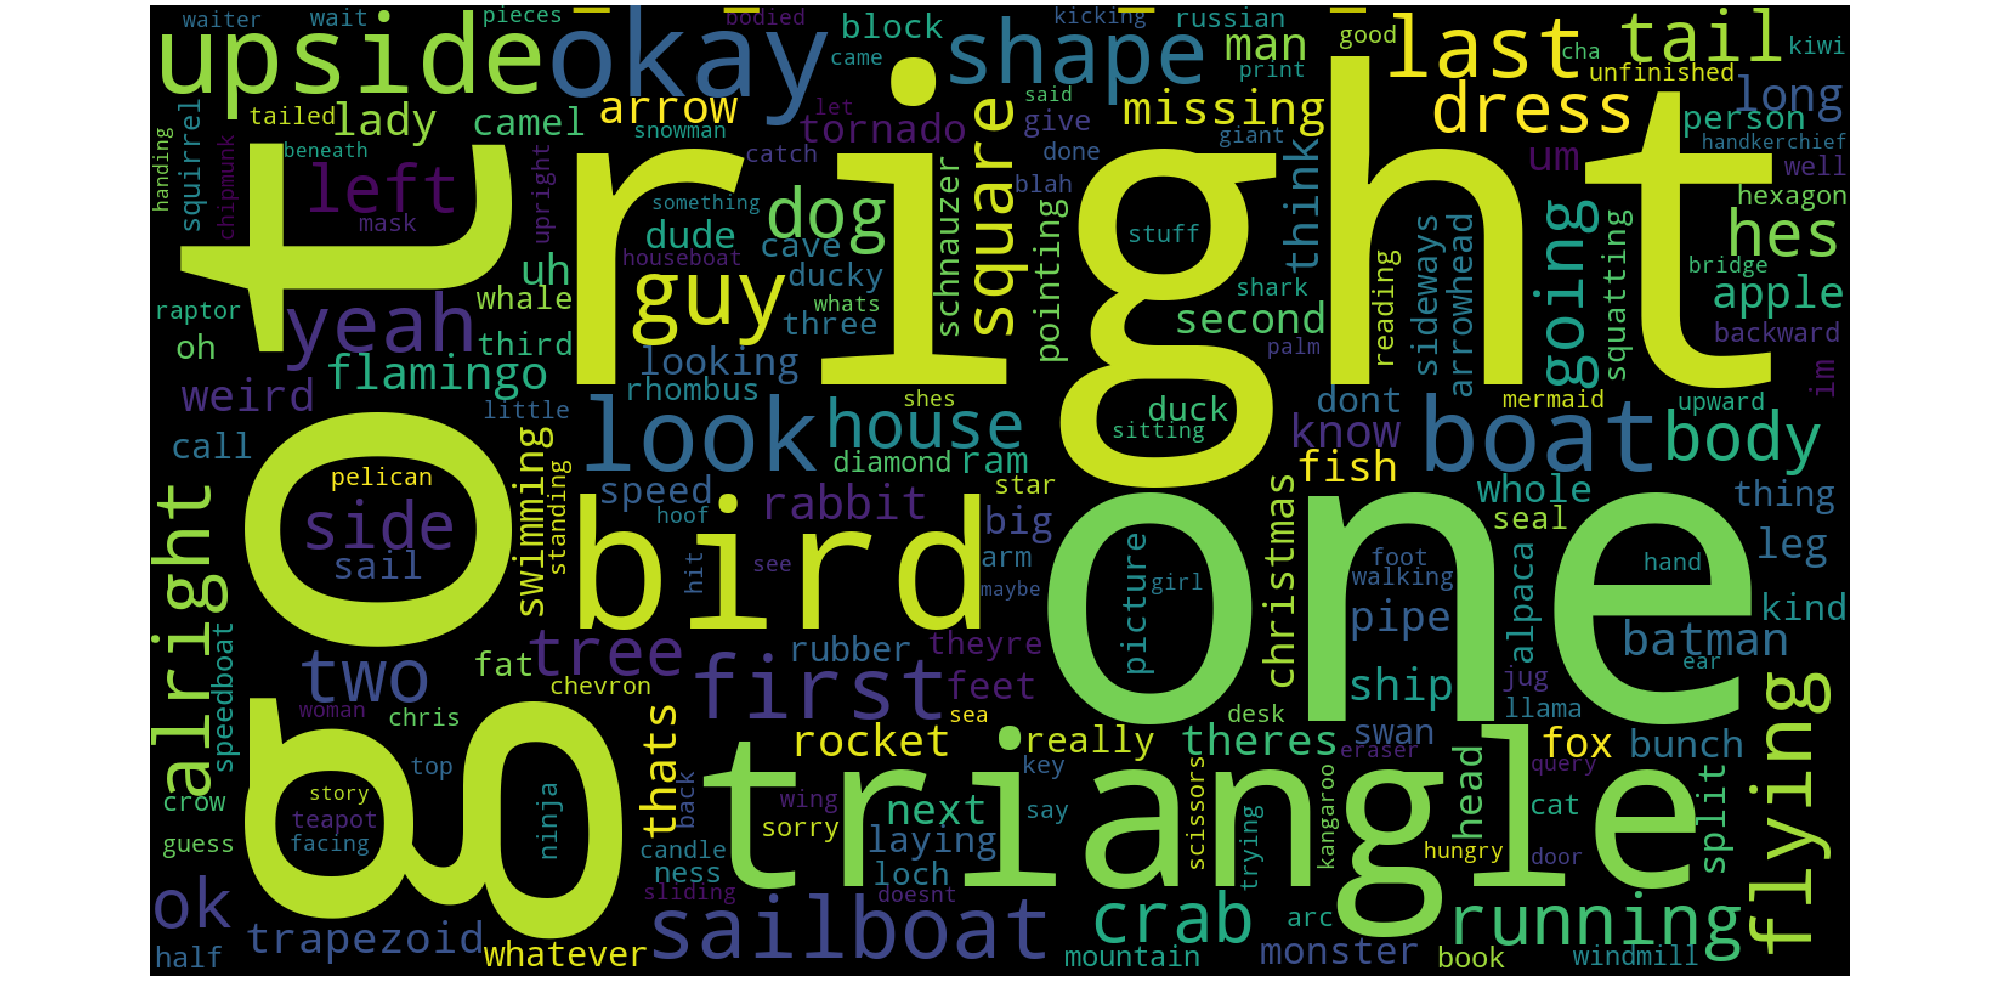 waiter wait pieces bodied kicking russian good cha kiwi
upside okay came block shape man print last unfinished tail
tailed lady camel arrow snowman let tornado said give missing dress long
handing squirrel beneath chipmunk catch done giant person handkerchief
got right left mask upright something dog square blah think um well
dude cave stuff hexagon hes
uh houseboat guy ducky schnauzer pointing shark reading sideways arrowhead going squatting bridge
raptor yeah whale whats three second apple
oh third looking palm backward
weird flamingo rhombus shes im
little look house duck dont mermaid upward
call sitting know boat body
pelican diamond ram fish
alright side swimming standing speed rabbit star christmas whole thing
sail hoof bird big one seal leg
hit see arm picture girl foot walking alpaca hand
maybe pipe kind
speedboat two fat tree rubber theyre batman ear
chevron first feet ship jug
woman chris thats sea desk swan llama flying
rocket really theres eraser fox bunch
top triangle key head query split
crow story ninja back wing next say scissors trying kangaroo cat
guess teapot sorry hungry door
facing candle laying
ness loch
ok sliding doesnt
trapezoid sailboat crab arc running
half whatever mountain monster book windmill